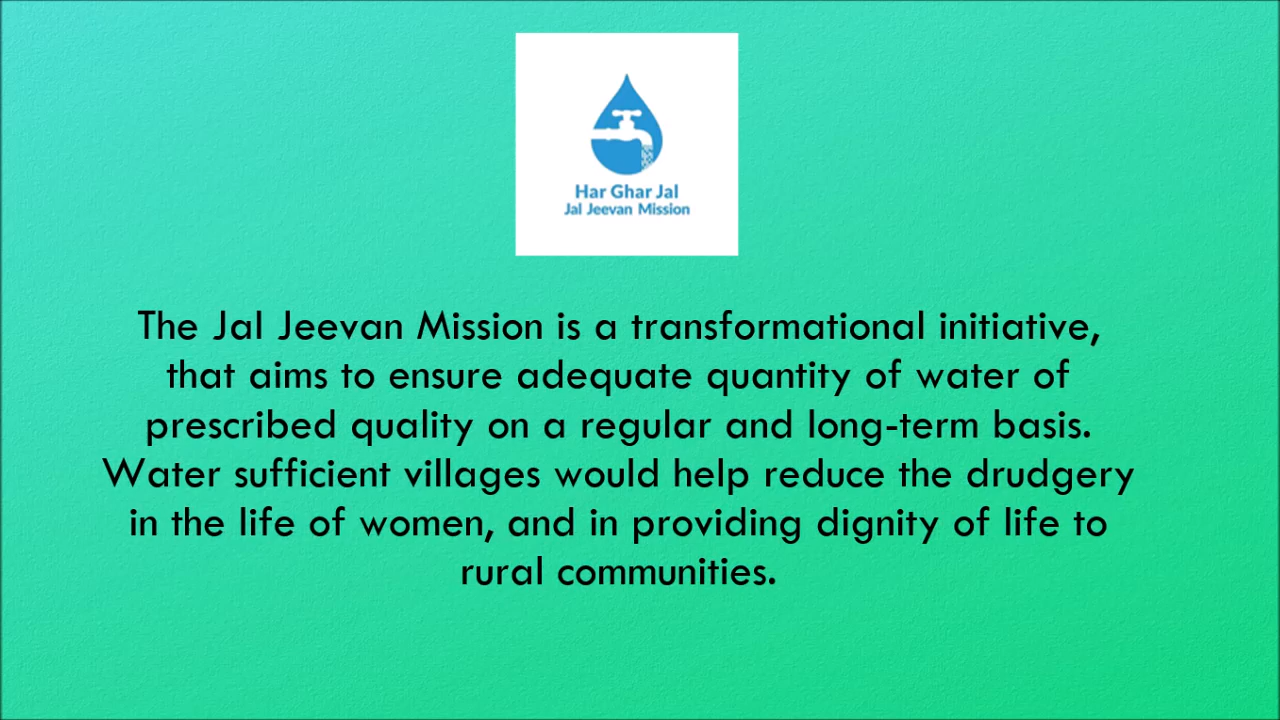 Har Ghar Jal
Jal Jeevan Mission
The Jal Jeevan Mission is a transformational initiative,
that aims to ensure adequate quantity of water of
prescribed quality on a regular and long-term basis.
Water sufficient villages would help reduce the drudgery
in the life of women, and in providing dignity of life to
rural communities.